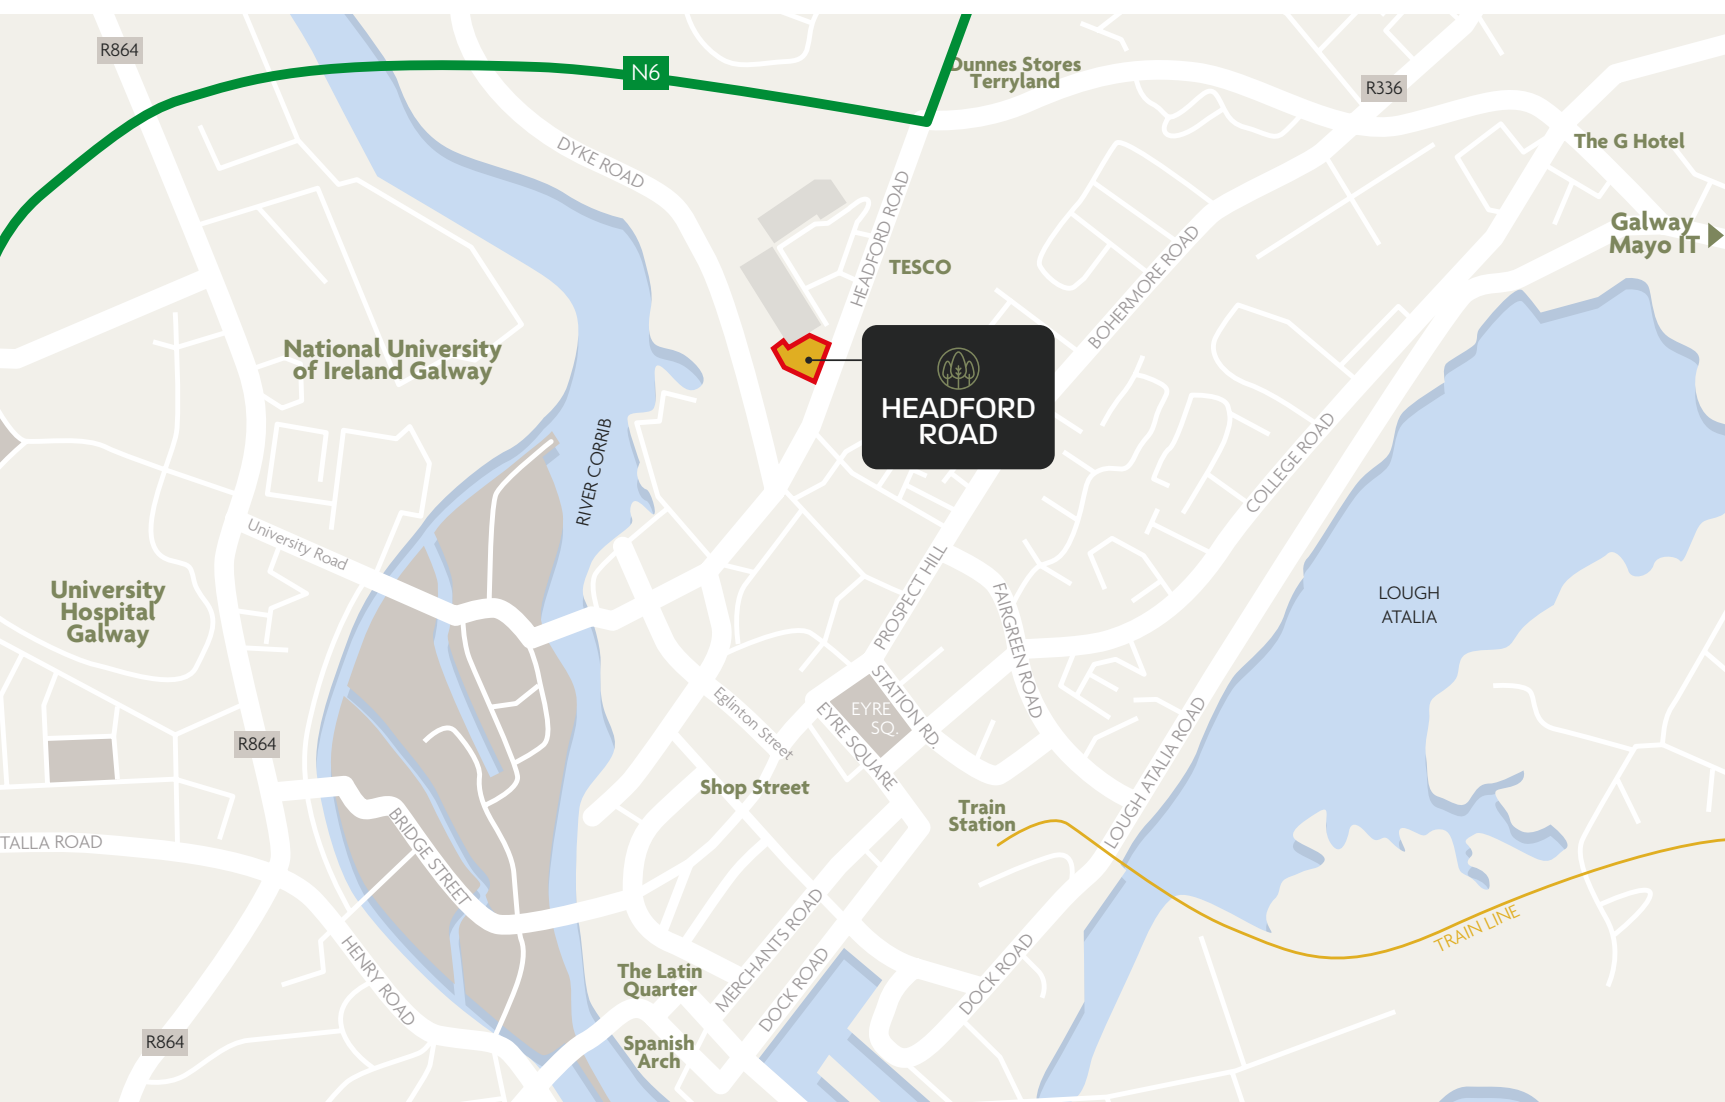 R864
N6
Dunnes Stores
Terryland
R336
The G Hotel
DYKE ROAD
HEADFORD ROAD
TESCO
BOHERMORE ROAD
Galway
Mayo IT
National University
of Ireland Galway
HEADFORD
ROAD
RIVER CORRIB
COLLEGE ROAD
University Road
University
Hospital
Galway
PROSPECT HILL
FAIRGREEN ROAD
LOUGH
ATALIA
STATION RD.
EYRE
SQ.
EYRE SQUARE
Eglinton Street
R864
Shop Street
Train
Station
LOUGH ATALIA ROAD
TALLA ROAD
BRIDGE STREET
TRAIN LINE
HENRY ROAD
The Latin
Quarter
MERCHANTS ROAD
DOCK ROAD
DOCK ROAD
R864
Spanish
Arch